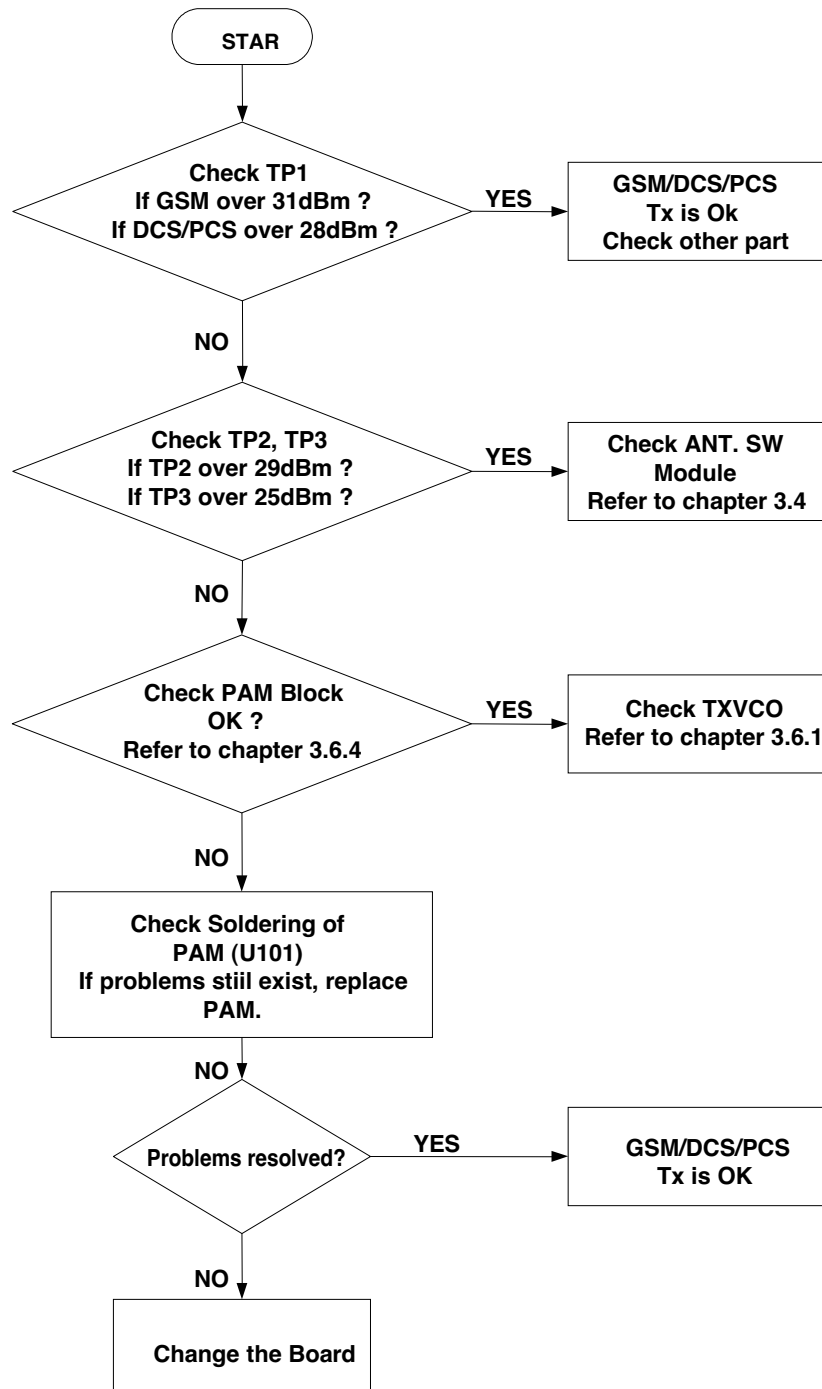 STAR
Check TP1
If GSM over 31dBm ?
If DCS/PCS over 28dBm ?
YES
GSM/DCS/PCS
Tx is Ok
Check other part
NO
Check TP2, TP3
If TP2 over 29dBm ?
If TP3 over 25dBm ?
YES
Check ANT. SW
Module
Refer to chapter 3.4
NO
Check PAM Block
OK ?
Refer to chapter 3.6.4
YES
Check TXVCO
Refer to chapter 3.6.1
NO
Check Soldering of
PAM (U101)
If problems stiil exist, replace
PAM.
NO
Problems resolved?
YES
GSM/DCS/PCS
Tx is OK
NO
Change the Board